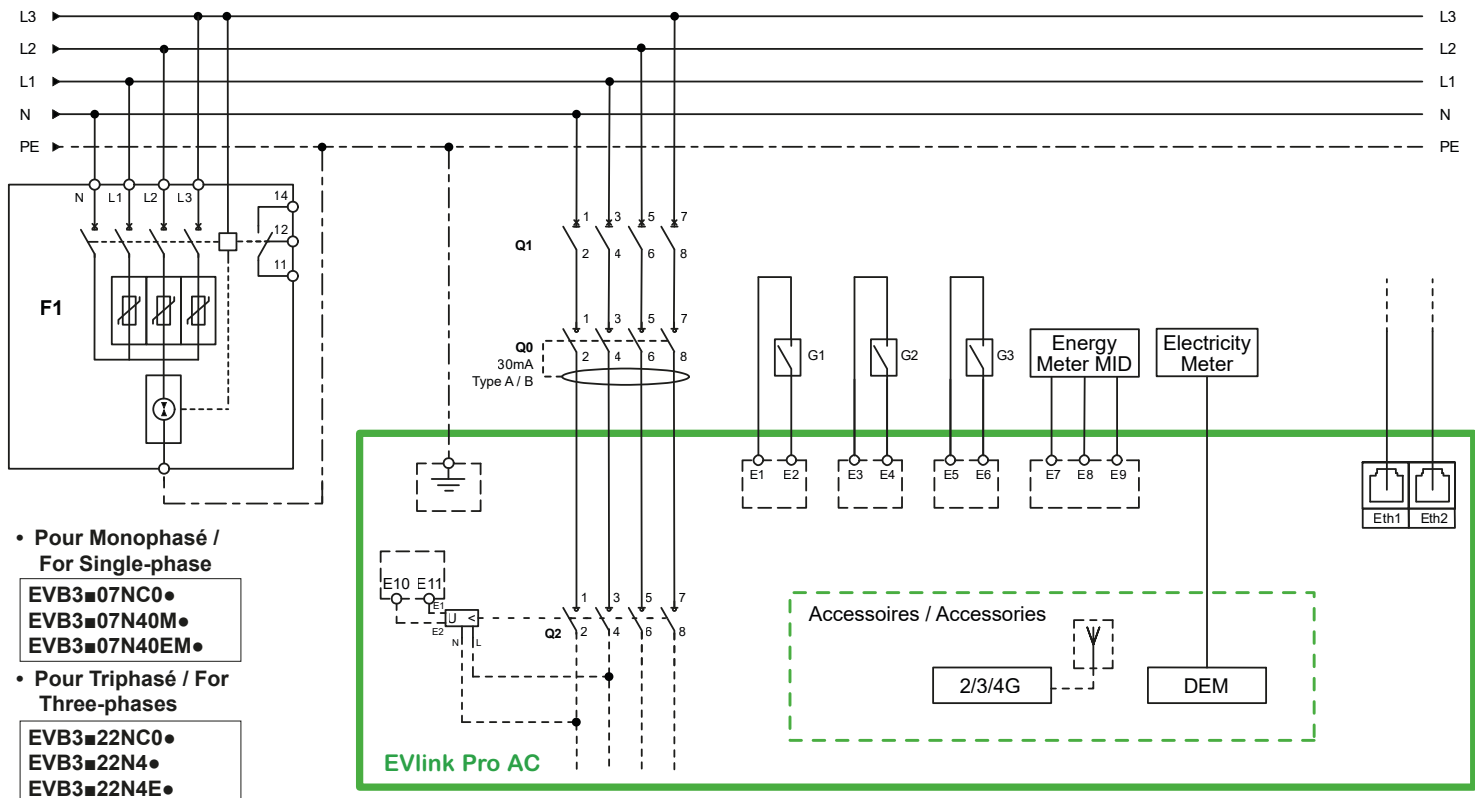 L3 L3
L2 L2
L1 L1
N N
PE PE
N L1 L2 L3 14
12
11
F1
1 3 5 7
Q1
2 4 6 8
1 3 5 7
Q0
30mA
Type A / B
2 4 6 8
G1 G2 G3
Energy
Meter MID
Electricity
Meter
E1 E2 E3 E4 E5 E6 E7 E8 E9
Eth1 Eth2
• Pour Monophasé /
For Single-phase
EVB3■07NC0●
EVB3■07N40M●
EVB3■07N40EM●
• Pour Triphasé / For
Three-phases
EVB3■22NC0●
EVB3■22N4●
EVB3■22N4E●
E10 E11
E1
E2
U <
N L
1 3 5 7
Q2
2 4 6 8
Accessoires / Accessories
2/3/4G
DEM
EVlink Pro AC